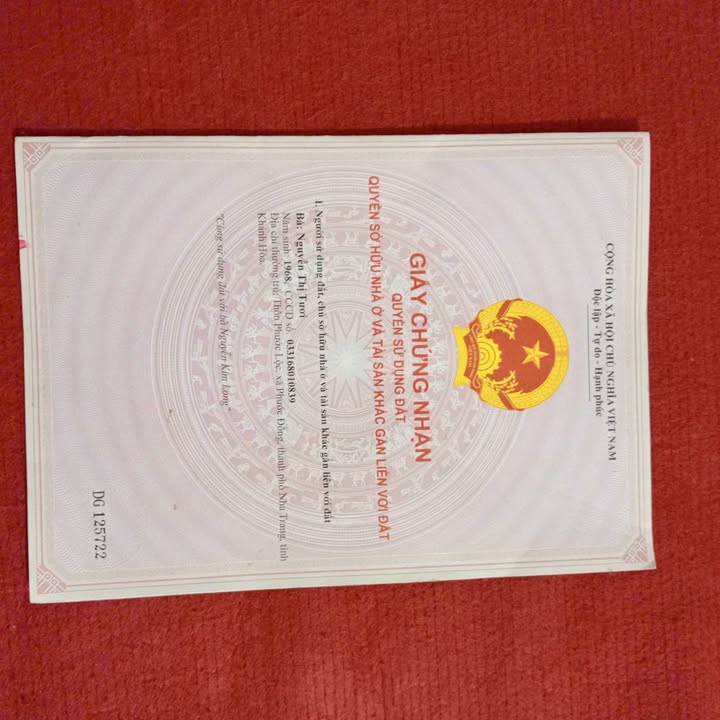 CỘNG HÒA XÃ HỘI CHỦ NGHĨA VIỆT NAM
Độc lập - Tự do - Hạnh phúc
GIẤY CHỨNG NHẬN
QUYỀN SỬ DỤNG ĐẤT
QUYỀN SỞ HỮU NHÀ Ở VÀ TÀI SẢN KHÁC GẮN LIỀN VỚI ĐẤT
I. Người sử dụng đất, chủ sở hữu nhà ở và tài sản khác gắn liền với đất
Bà: Nguyễn Thị Tươi
Năm sinh: 1968, CCCD số: 033168010839
Địa chỉ thường trú: Thôn Phước Lộc, xã Phước Đồng, thành phố Nha Trang, tỉnh
Khánh Hòa.
"Cùng sử dụng đất với bà Nguyễn Kim Lang"
DG 125722